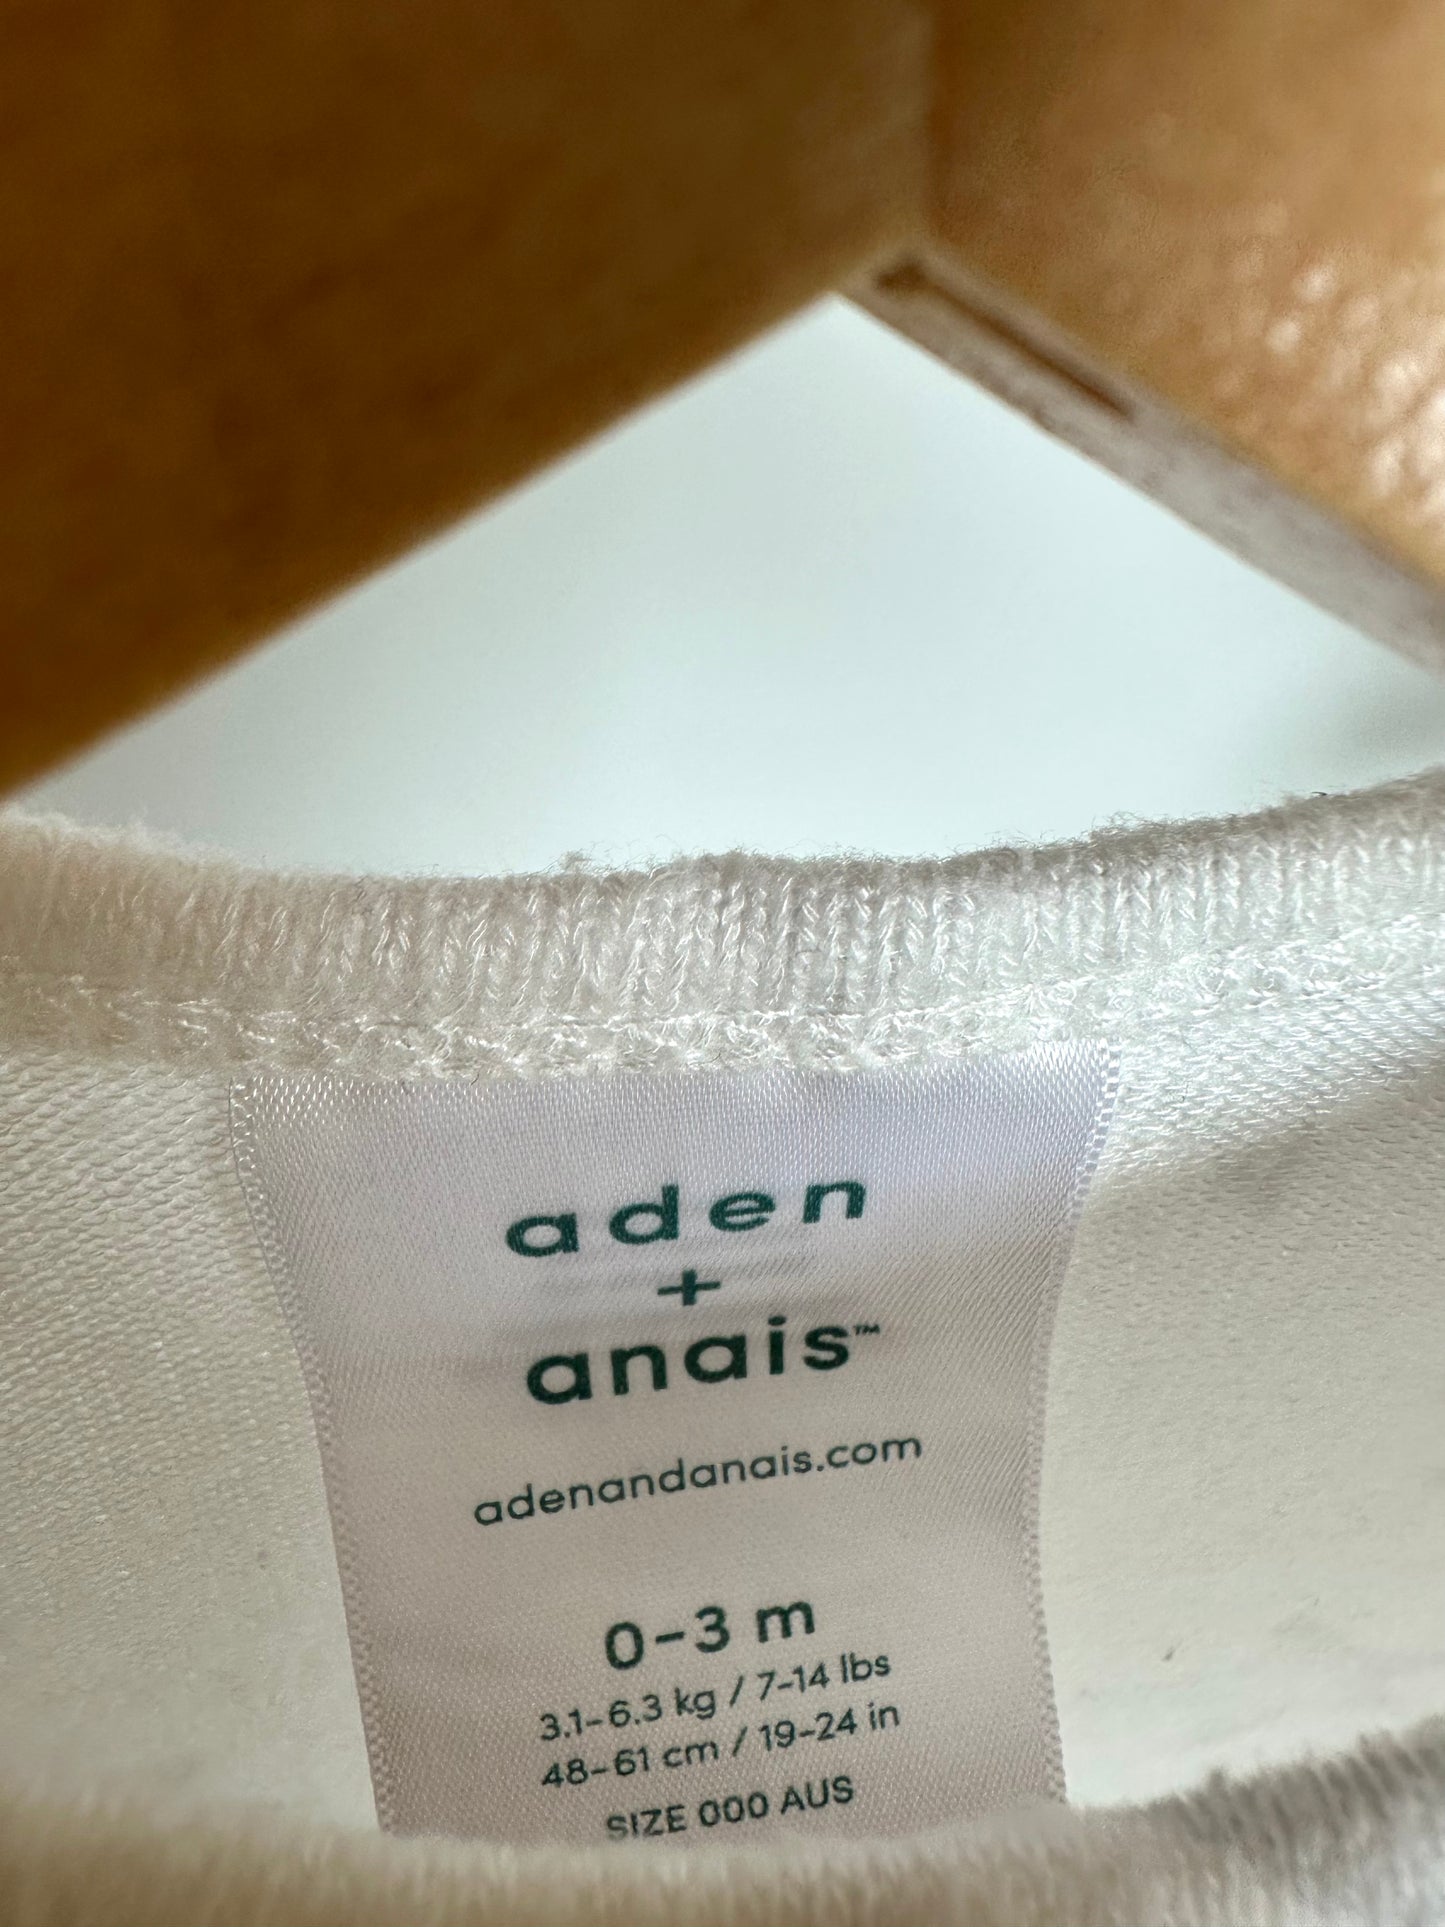 aden
+
anais™
adenandanais.com
0-3 m
3.1-6.3 kg / 7-14 lbs
48-61 cm / 19-24 in
SIZE 000 AUS